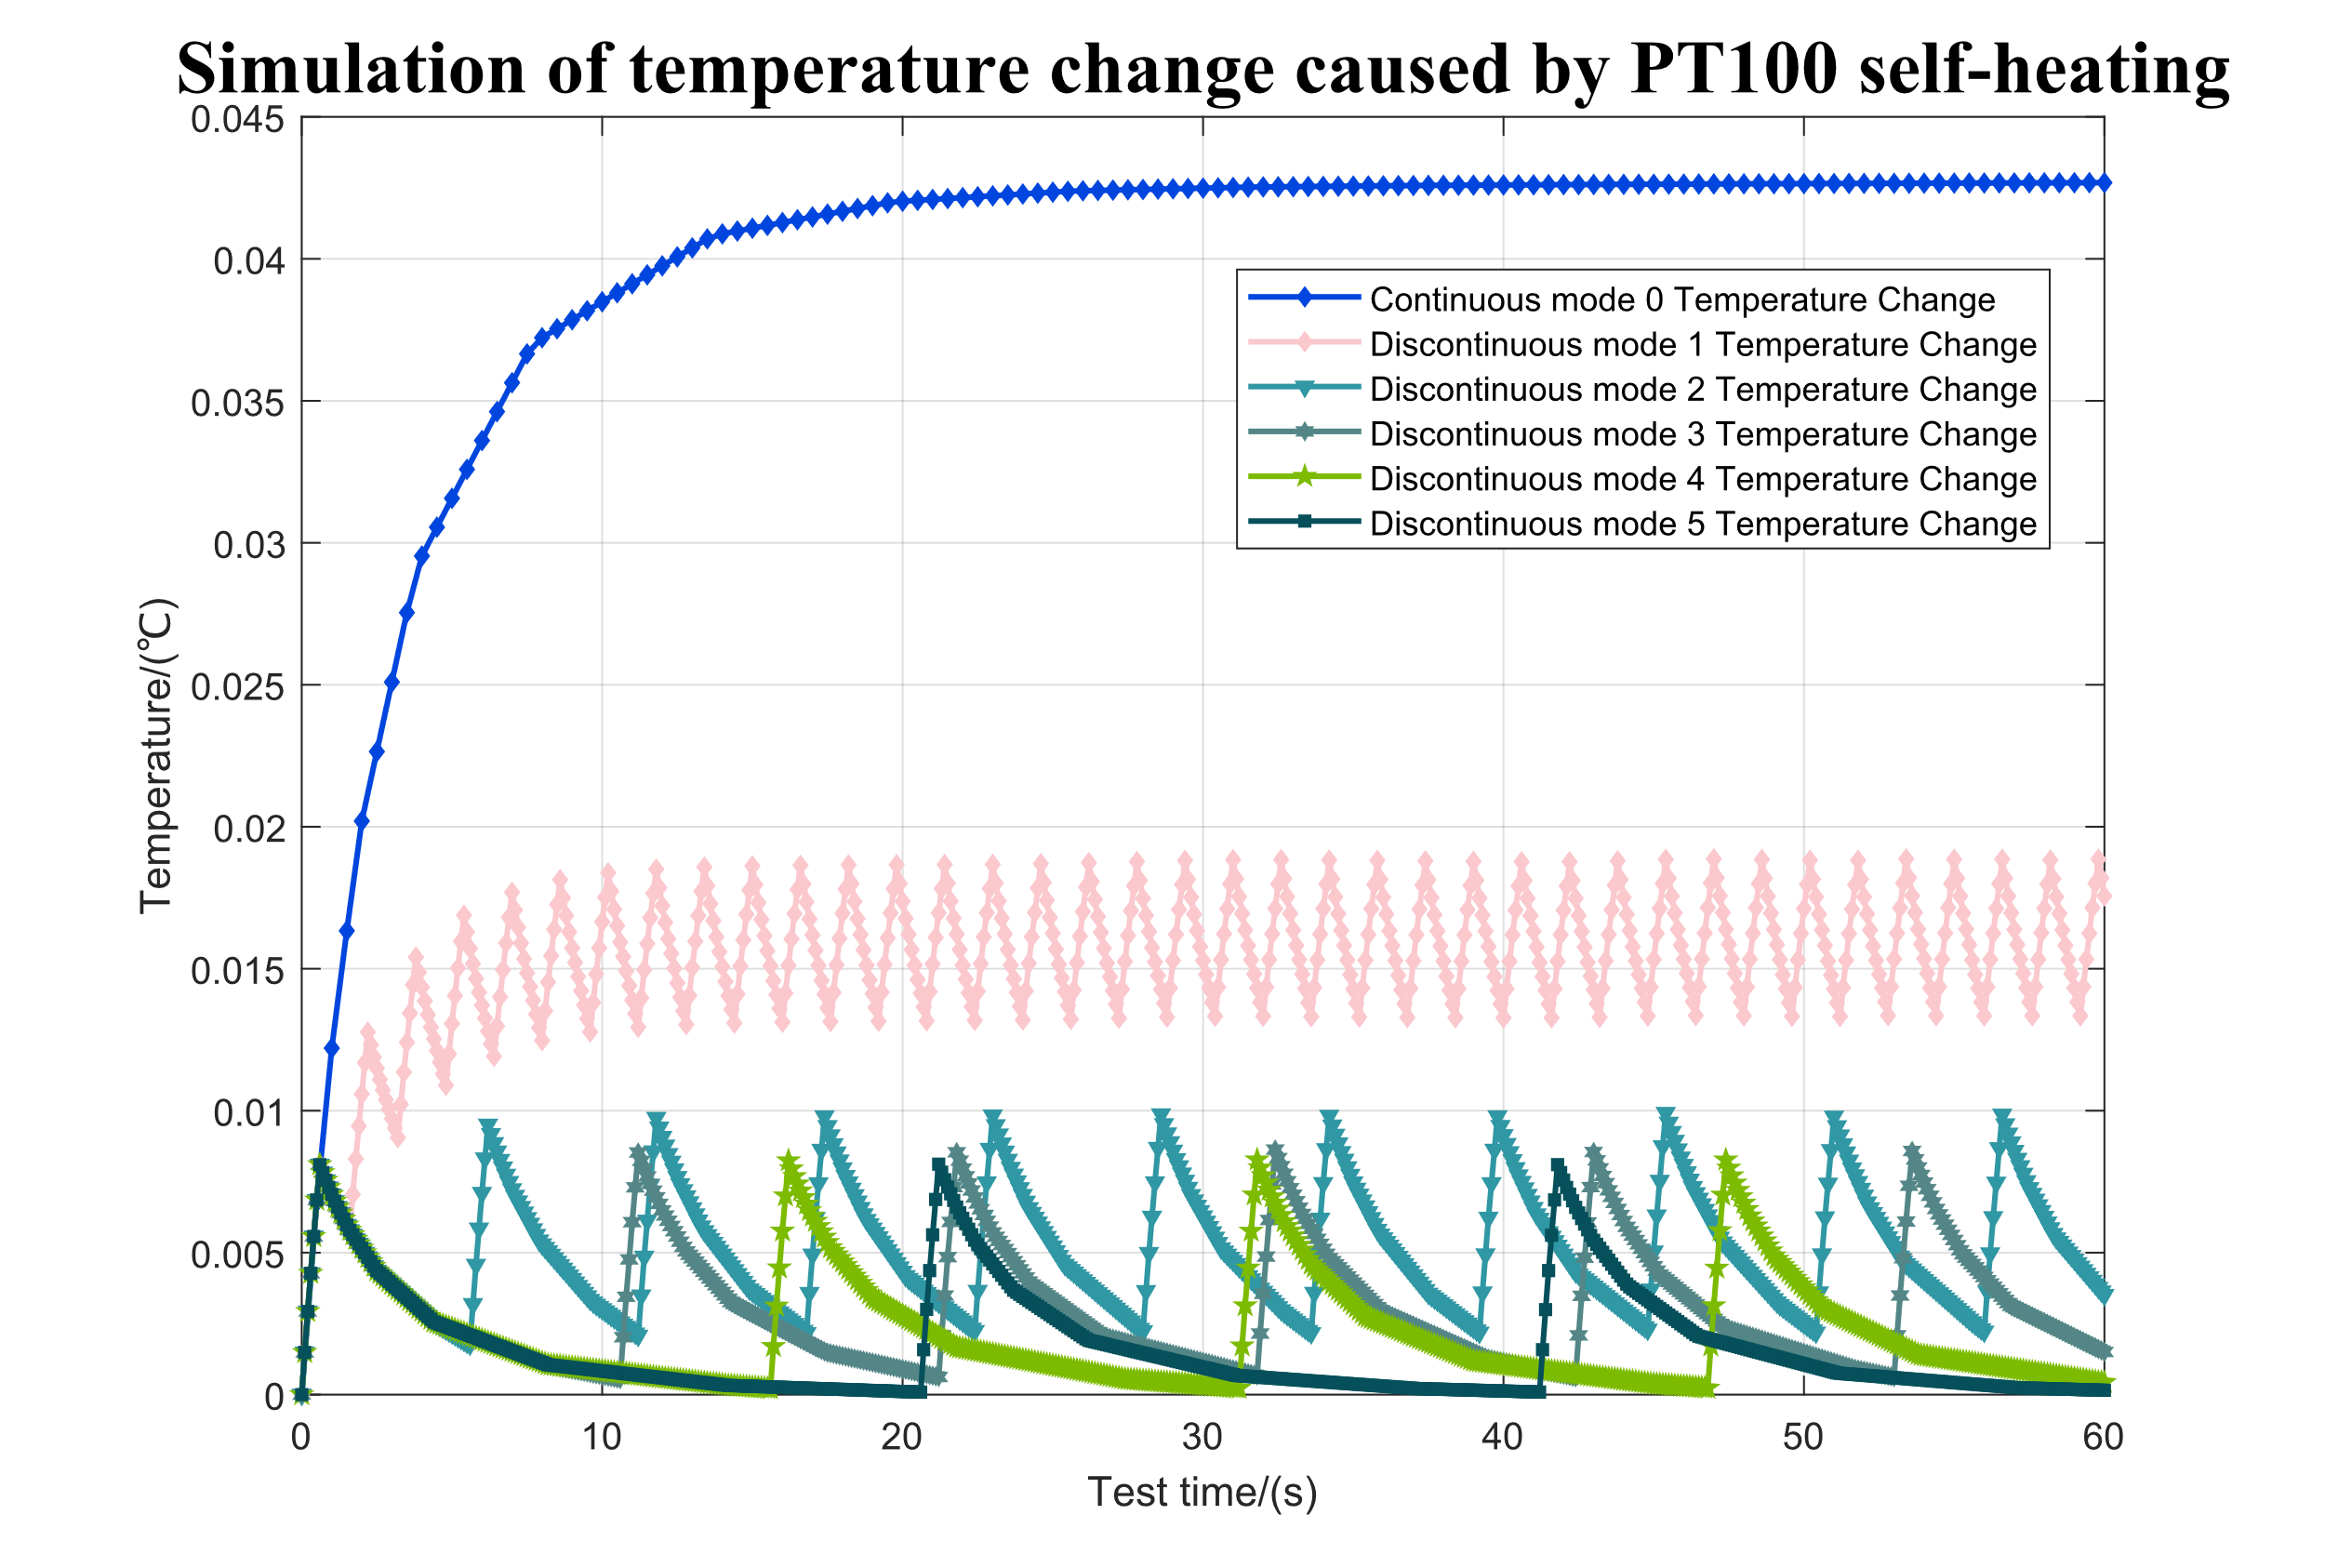 Simulation of temperature change caused by PT100 self-heating
0.045
0.04
0.035
0.03
0.025
0.02
0.015
0.01
0.005
0
Temperature/(℃)
Continuous mode 0 Temperature Change
Discontinuous mode 1 Temperature Change
Discontinuous mode 2 Temperature Change
Discontinuous mode 3 Temperature Change
Discontinuous mode 4 Temperature Change
Discontinuous mode 5 Temperature Change
0 10 20 30 40 50 60
Test time/(s)